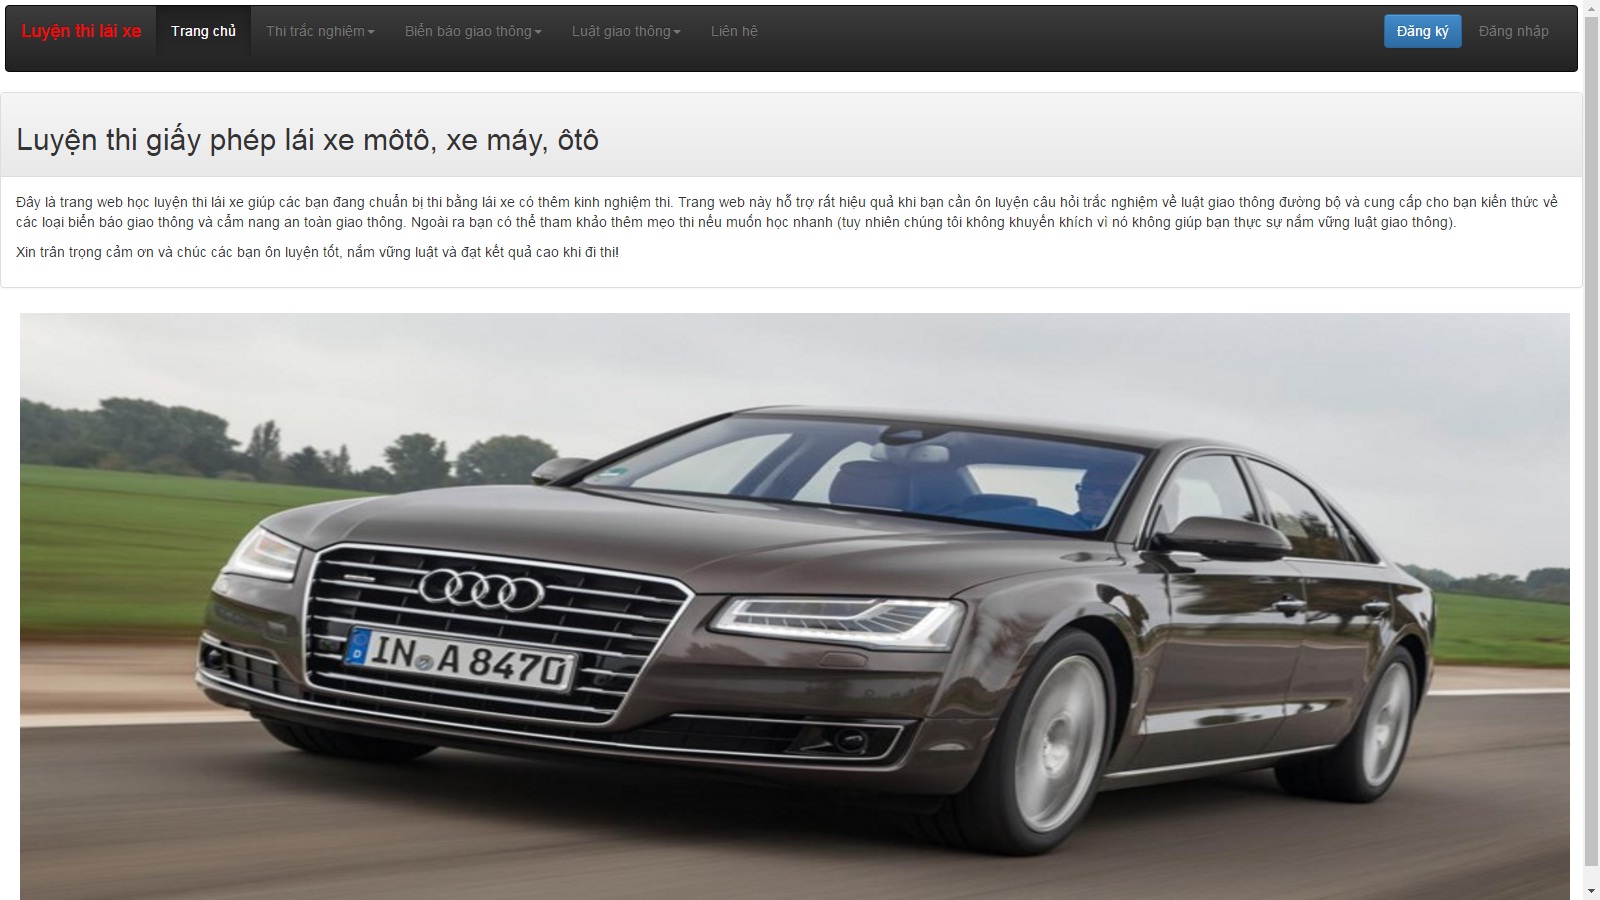 Luyện thi lái xe
Trang chủ
Thi trắc nghiệm
Biển báo giao thông
Luật giao thông
Liên hệ
Đăng ký
Đăng nhập
Luyện thi giấy phép lái xe môtô, xe máy, ôtô
Đây là trang web học luyện thi lái xe giúp các bạn đang chuẩn bị thi bằng lái xe có thêm kinh nghiệm thi. Trang web này hỗ trợ rất hiệu quả khi bạn cần ôn luyện câu hỏi trắc nghiệm về luật giao thông đường bộ và cung cấp cho bạn kiến thức về
các loại biển báo giao thông và cẩm nang an toàn giao thông. Ngoài ra bạn có thể tham khảo thêm mẹo thi nếu muốn học nhanh (tuy nhiên chúng tôi không khuyến khích vì nó không giúp bạn thực sự nắm vững luật giao thông).
Xin trân trọng cảm ơn và chúc các bạn ôn luyện tốt, nắm vững luật và đạt kết quả cao khi đi thi!
D IN A 8470